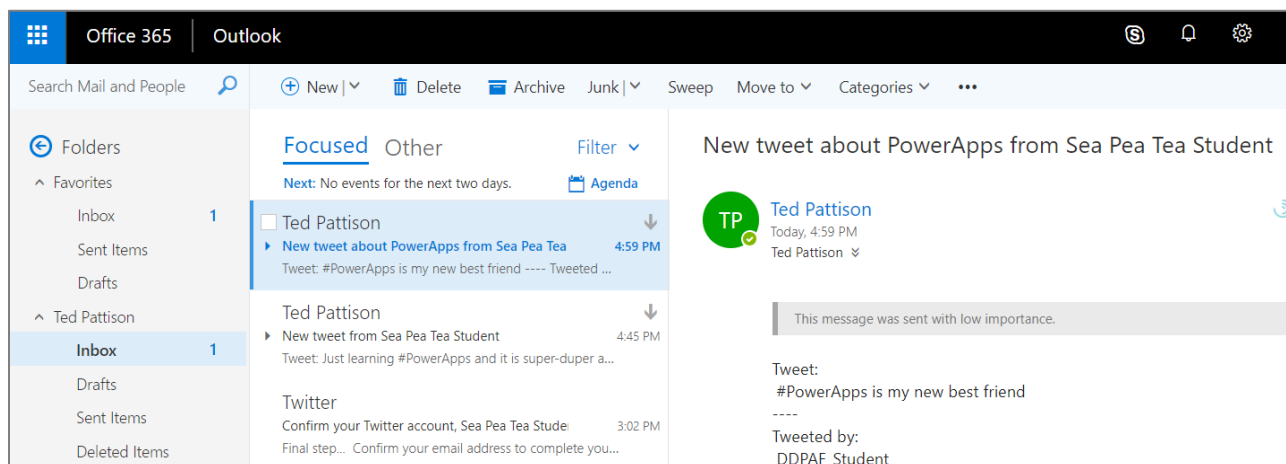 Office 365 Outlook
Search Mail and People
New Delete Archive Junk Sweep Move to Categories •••
Folders
Favorites
Inbox 1
Sent Items
Drafts
Ted Pattison
Inbox 1
Drafts
Sent Items
Deleted Items
Focused Other Filter
Next: No events for the next two days. Agenda
Ted Pattison
New tweet about PowerApps from Sea Pea Tea 4:59 PM
Tweet: #PowerApps is my new best friend ---- Tweeted ...
Ted Pattison
New tweet from Sea Pea Tea Student 4:45 PM
Tweet: Just learning #PowerApps and it is super-duper a...
Twitter
Confirm your Twitter account, Sea Pea Tea Stude 3:02 PM
Final step... Confirm your email address to complete you...
New tweet about PowerApps from Sea Pea Tea Student
TP
Ted Pattison
Today, 4:59 PM
Ted Pattison
This message was sent with low importance.
Tweet:
#PowerApps is my new best friend
----
Tweeted by:
DDPAF_Student